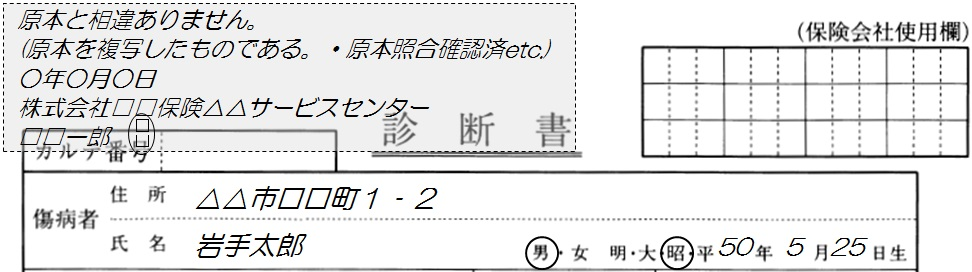 原本と相違ありません。
(原本を複写したものである。・原本照合確認済etc.)
〇年〇月〇日
株式会社□□保険△△サービスセンター
□□一郎 □□
(保険会社使用欄)
診断書
カルテ番号
傷病者
住所 △△市□□町1-2
氏名 岩手太郎 男・女 明・大・昭・平 50年 5月25日生